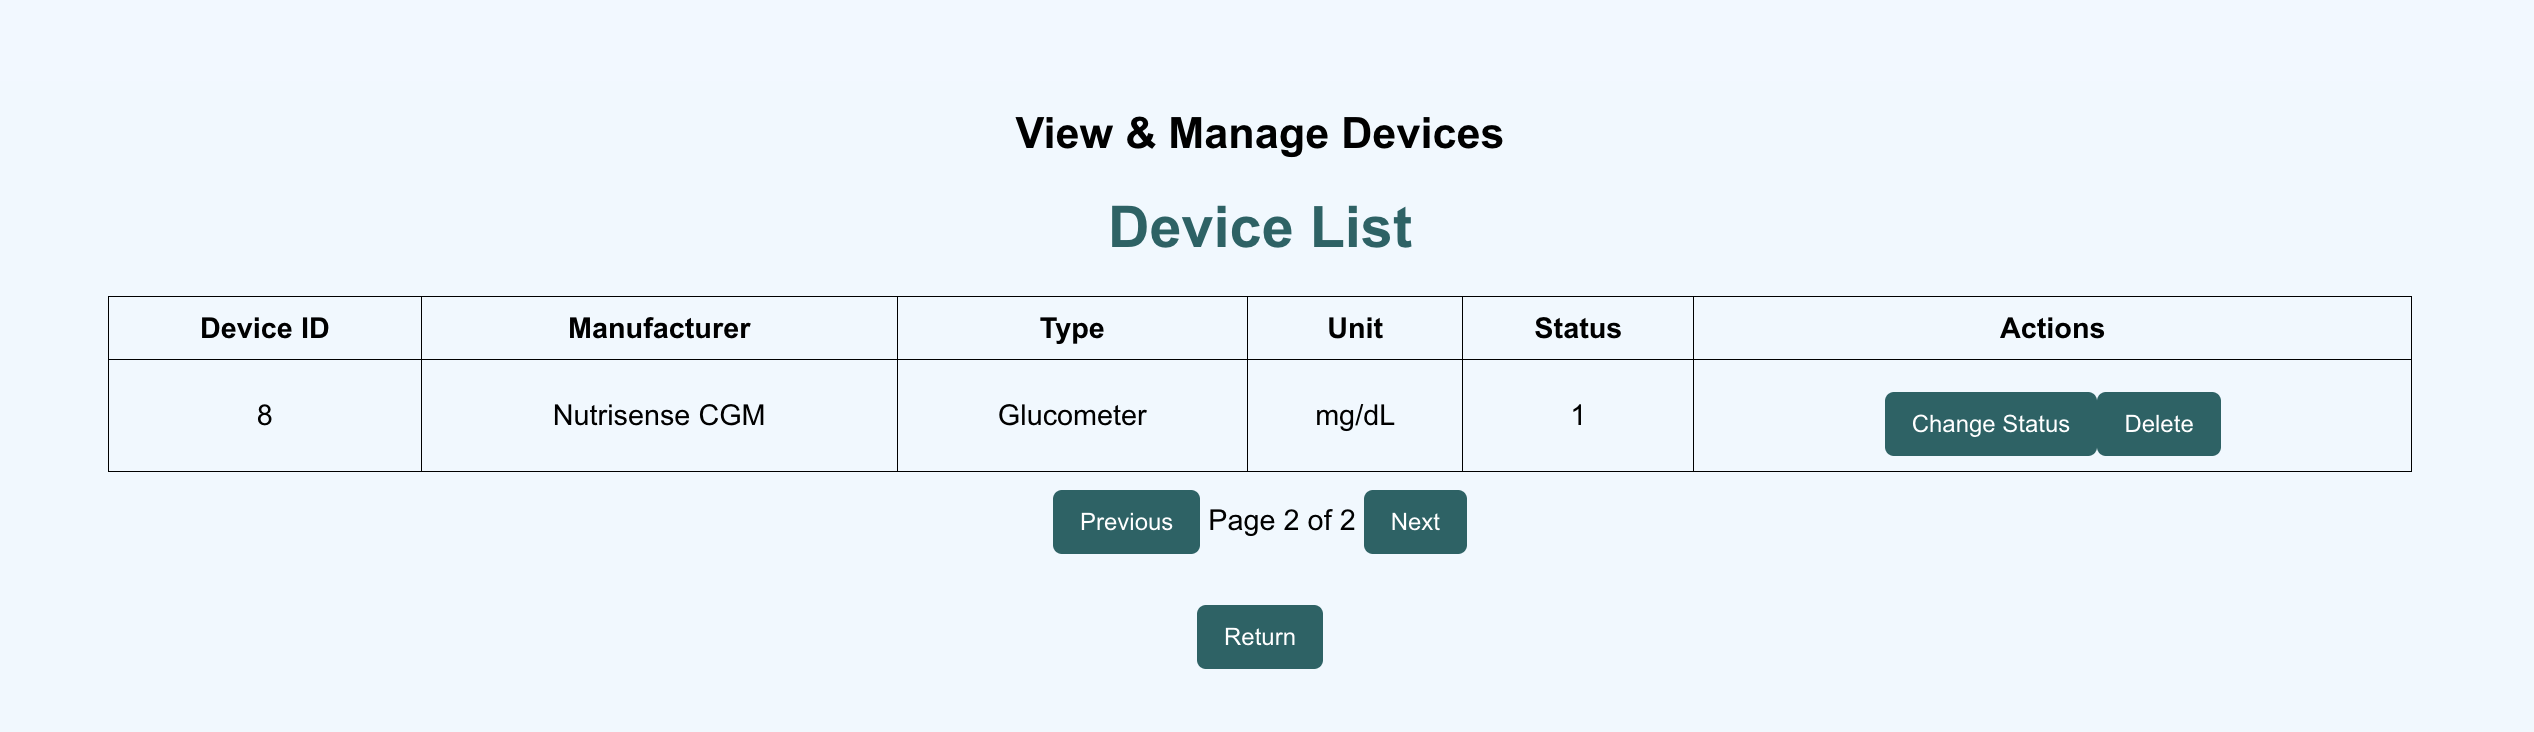 View & Manage Devices
Device List
Device ID Manufacturer Type Unit Status Actions
8 Nutrisense CGM Glucometer mg/dL 1 Change Status Delete
Previous Page 2 of 2 Next
Return